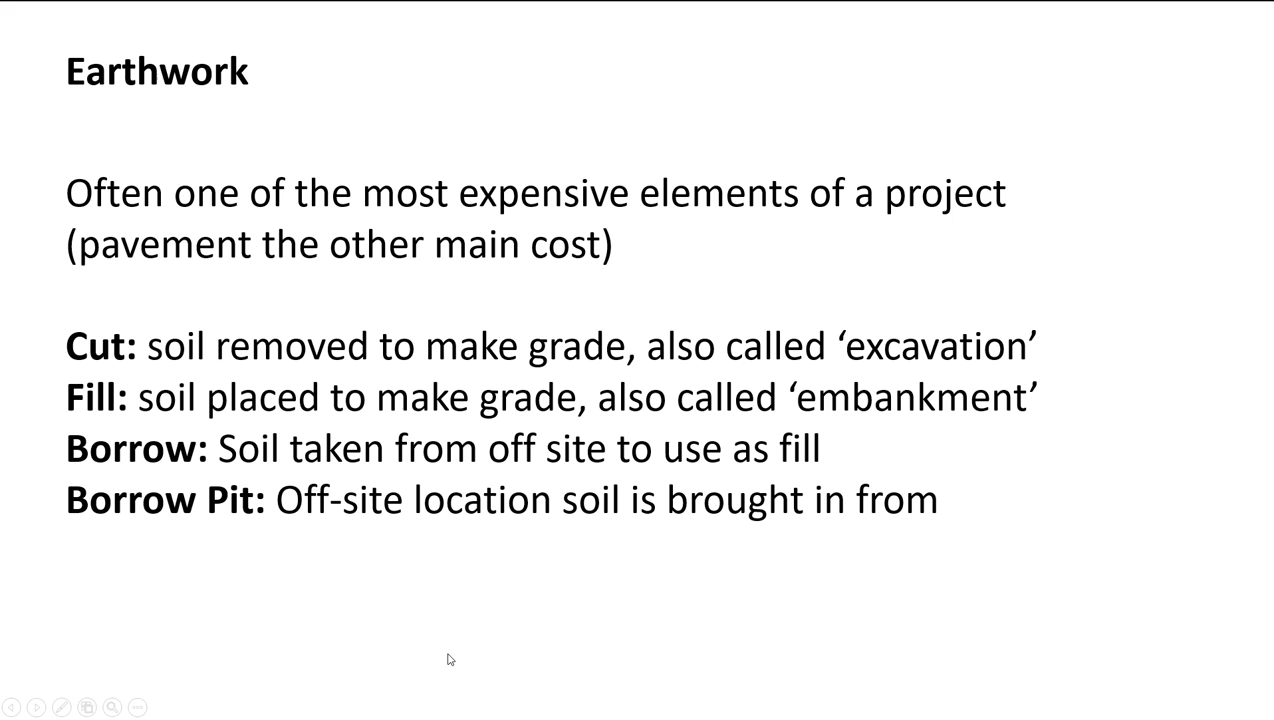 Earthwork
Often one of the most expensive elements of a project
(pavement the other main cost)
Cut: soil removed to make grade, also called ‘excavation’
Fill: soil placed to make grade, also called ‘embankment’
Borrow: Soil taken from off site to use as fill
Borrow Pit: Off-site location soil is brought in from